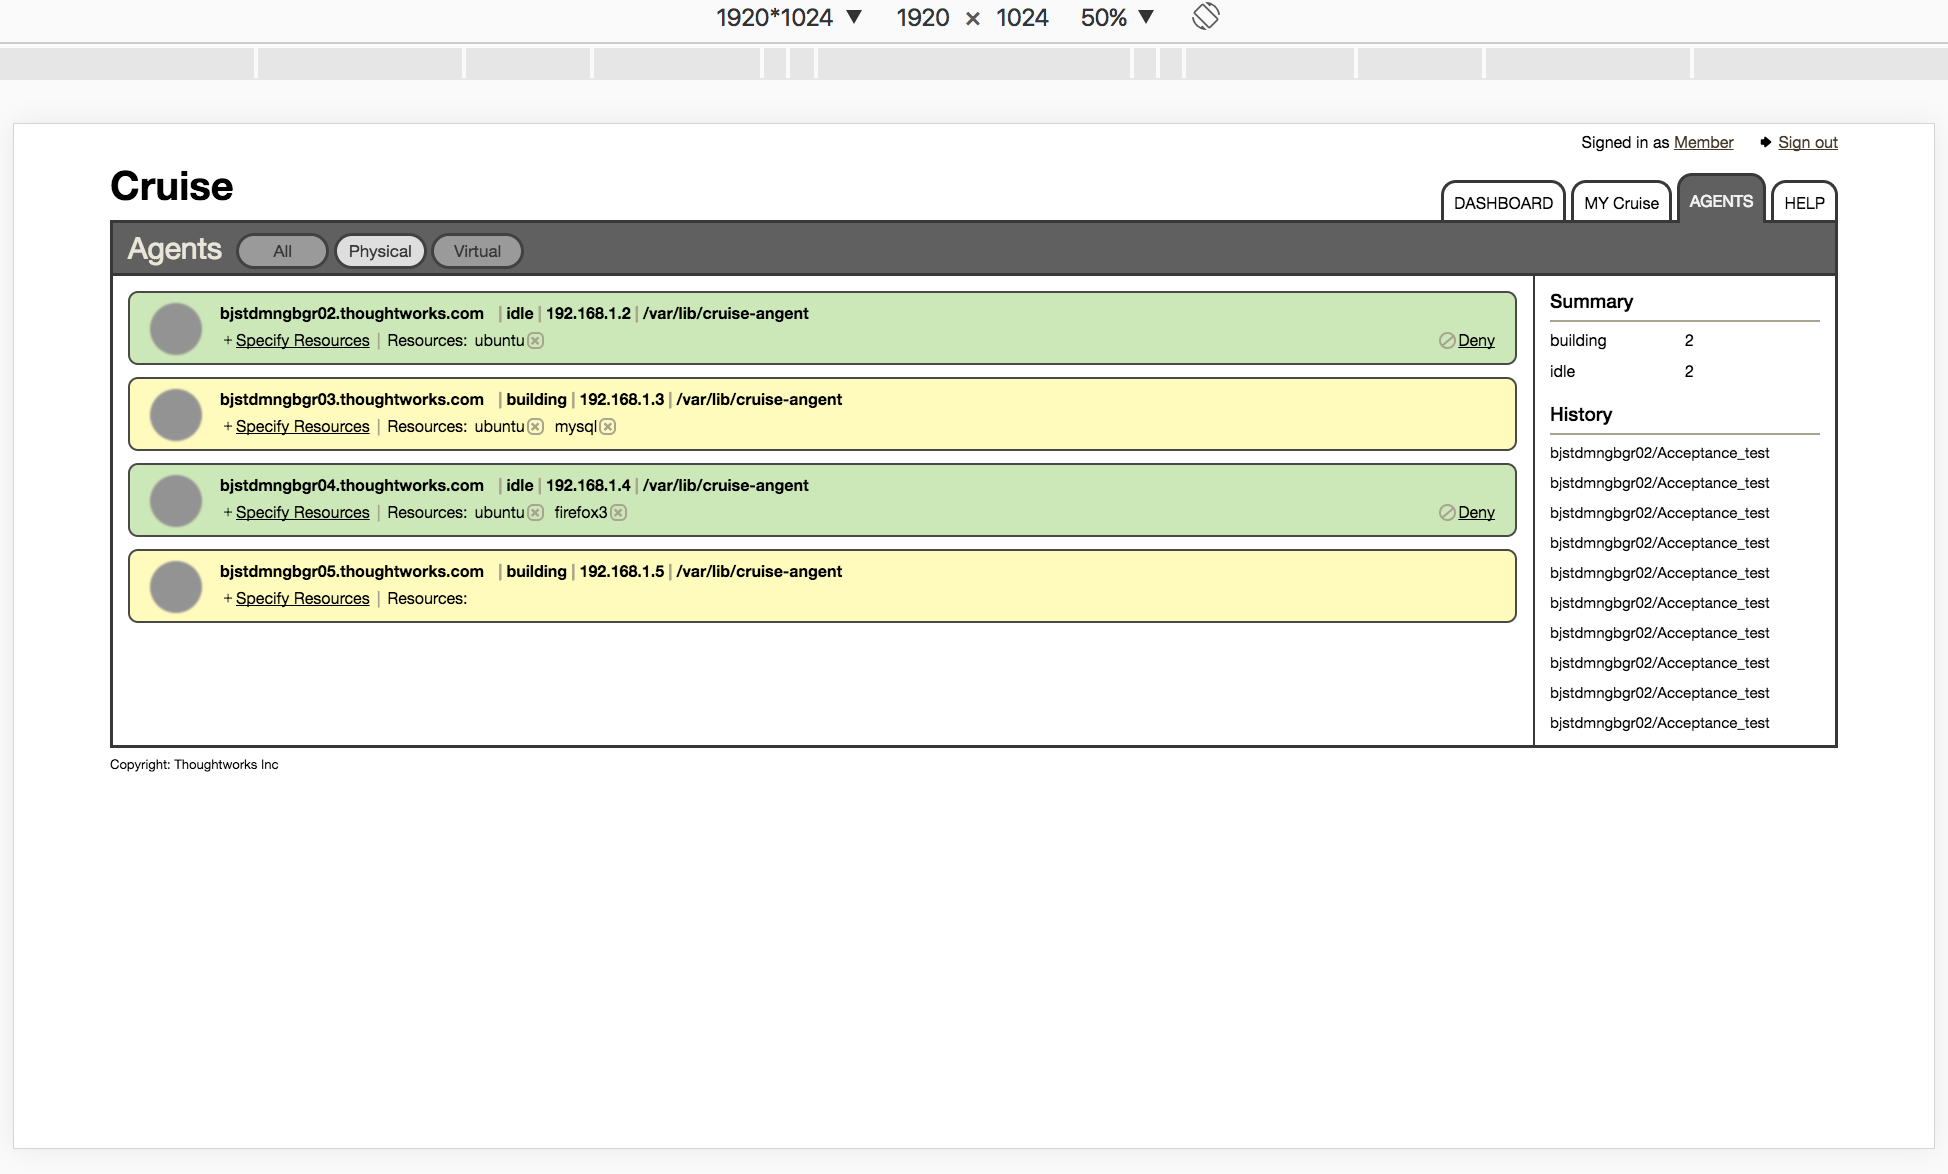 1920*1024 ▼ 1920 × 1024 50% ▼
Signed in as Member Sign out
Cruise
DASHBOARD MY Cruise AGENTS HELP
Agents All Physical Virtual
bjstdmngbgr02.thoughtworks.com | idle | 192.168.1.2 | /var/lib/cruise-angent
+ Specify Resources | Resources: ubuntu Deny
bjstdmngbgr03.thoughtworks.com | building | 192.168.1.3 | /var/lib/cruise-angent
+ Specify Resources | Resources: ubuntu mysql
bjstdmngbgr04.thoughtworks.com | idle | 192.168.1.4 | /var/lib/cruise-angent
+ Specify Resources | Resources: ubuntu firefox3 Deny
bjstdmngbgr05.thoughtworks.com | building | 192.168.1.5 | /var/lib/cruise-angent
+ Specify Resources | Resources:
Summary
building 2
idle 2
History
bjstdmngbgr02/Acceptance_test
bjstdmngbgr02/Acceptance_test
bjstdmngbgr02/Acceptance_test
bjstdmngbgr02/Acceptance_test
bjstdmngbgr02/Acceptance_test
bjstdmngbgr02/Acceptance_test
bjstdmngbgr02/Acceptance_test
bjstdmngbgr02/Acceptance_test
bjstdmngbgr02/Acceptance_test
bjstdmngbgr02/Acceptance_test
Copyright: Thoughtworks Inc